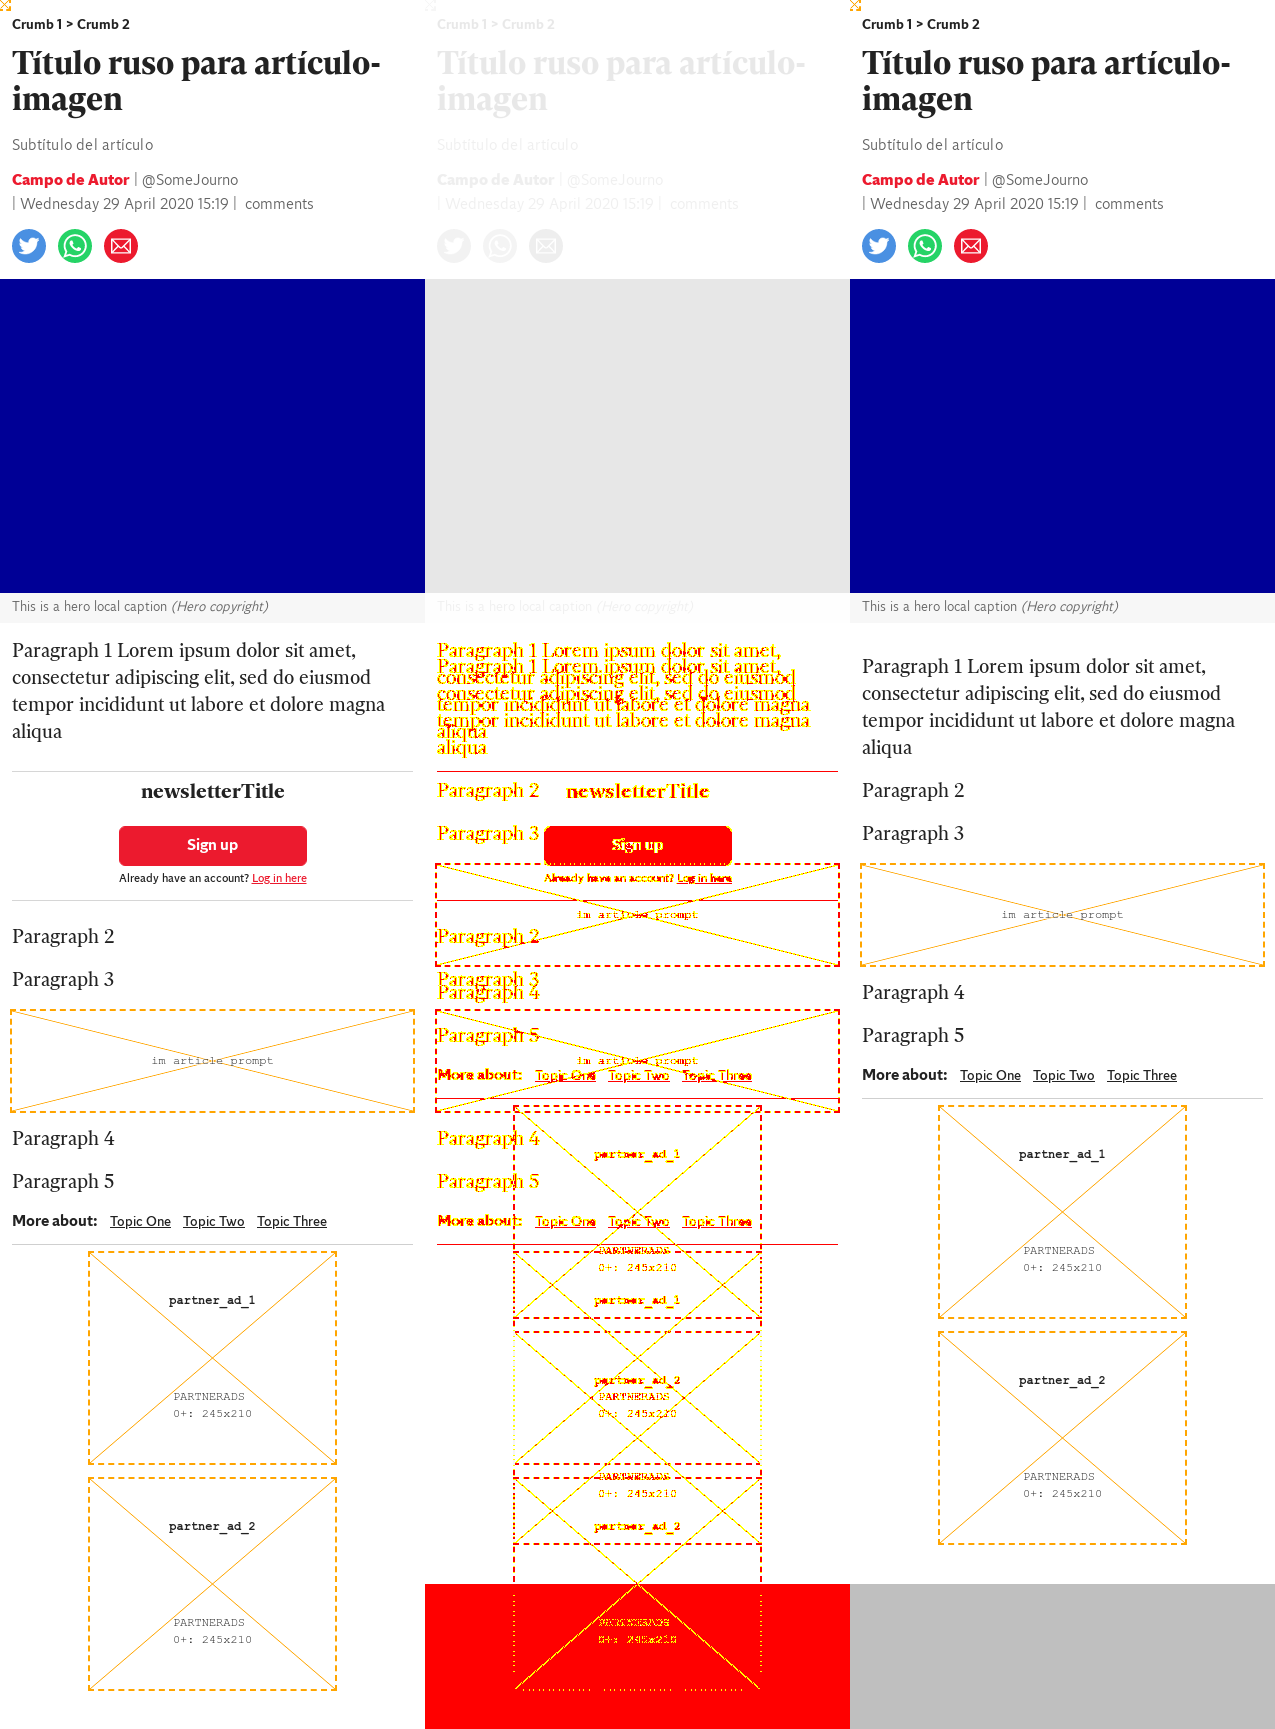 Crumb 1 > Crumb 2
Título ruso para artículo-
imagen
Subtítulo del artículo
Campo de Autor | @SomeJourno
| Wednesday 29 April 2020 15:19 | comments
This is a hero local caption (Hero copyright)
Paragraph 1 Lorem ipsum dolor sit amet,
consectetur adipiscing elit, sed do eiusmod
tempor incididunt ut labore et dolore magna
aliqua
newsletterTitle
Sign up
Already have an account? Log in here
Paragraph 2
Paragraph 3
im article prompt
Paragraph 4
Paragraph 5
More about: Topic One Topic Two Topic Three
partner_ad_1
PARTNERADS
0+: 245x210
partner_ad_2
PARTNERADS
0+: 245x210
Crumb 1 > Crumb 2
Título ruso para artículo-
imagen
Subtítulo del artículo
Campo de Autor | @SomeJourno
| Wednesday 29 April 2020 15:19 | comments
This is a hero local caption (Hero copyright)
Paragraph 1 Lorem ipsum dolor sit amet,
Paragraph 1 Lorem ipsum dolor sit amet,
consectetur adipiscing elit, sed do eiusmod
consectetur adipiscing elit, sed do eiusmod
tempor incididunt ut labore et dolore magna
tempor incididunt ut labore et dolore magna
aliqua
aliqua
Paragraph 2 newsletterTitle
Paragraph 3
Sign up
Already have an account? Log in here
im article prompt
Paragraph 2
Paragraph 3
Paragraph 4
Paragraph 5
im article prompt
More about: Topic One Topic Two Topic Three
Paragraph 4
partner_ad_1
Paragraph 5
More about: Topic One Topic Two Topic Three
PARTNERADS
0+: 245x210
partner_ad_1
partner_ad_2
PARTNERADS
0+: 245x210
PARTNERADS
0+: 245x210
partner_ad_2
PARTNERADS
0+: 245x210
Crumb 1 > Crumb 2
Título ruso para artículo-
imagen
Subtítulo del artículo
Campo de Autor | @SomeJourno
| Wednesday 29 April 2020 15:19 | comments
This is a hero local caption (Hero copyright)
Paragraph 1 Lorem ipsum dolor sit amet,
consectetur adipiscing elit, sed do eiusmod
tempor incididunt ut labore et dolore magna
aliqua
Paragraph 2
Paragraph 3
im article prompt
Paragraph 4
Paragraph 5
More about: Topic One Topic Two Topic Three
partner_ad_1
PARTNERADS
0+: 245x210
partner_ad_2
PARTNERADS
0+: 245x210